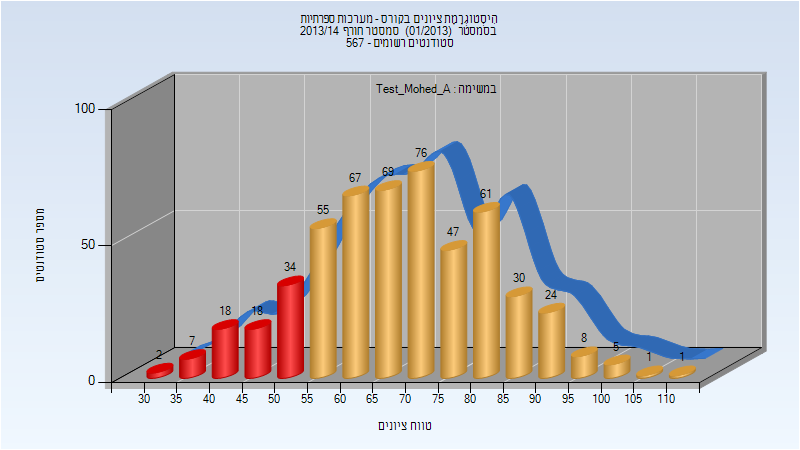 היסטוגרמת ציונים בקורס - מערכות ספרתיות
בסמסטר (01/2013) סמסטר חורף 2013/14
סטודנטים רשומים - 567
במשימה : Test_Mohed_A
מספר סטודנטים
100
50
0
2
7
18
18
34
55
67
69
76
47
61
30
24
8
5
1
1
30 35 40 45 50 55 60 65 70 75 80 85 90 95 100 105 110
טווח ציונים